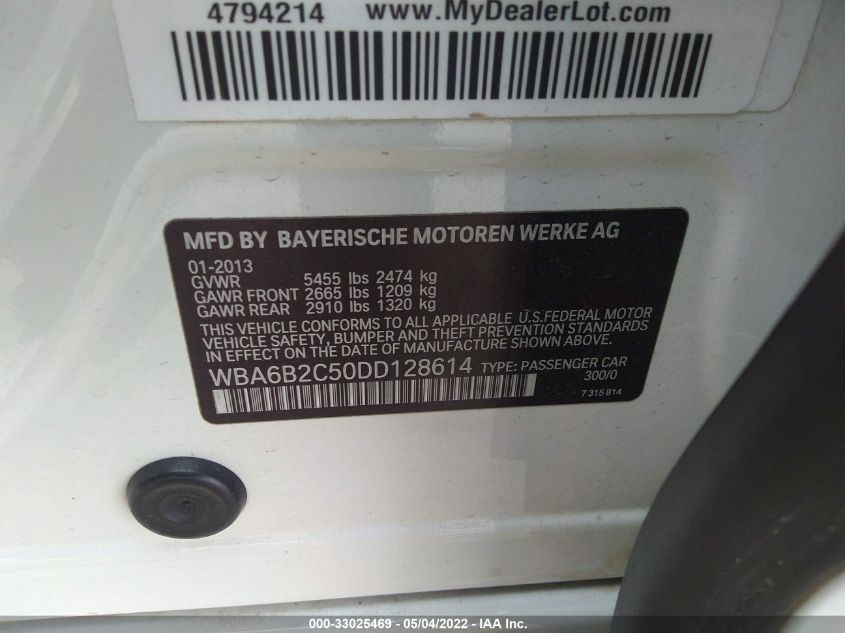 4794214 www.MyDealerLot.com
MFD BY BAYERISCHE MOTOREN WERKE AG
01-2013
GVWR 5455 lbs 2474 kg
GAWR FRONT 2665 lbs 1209 kg
GAWR REAR 2910 lbs 1320 kg
THIS VEHICLE CONFORMS TO ALL APPLICABLE U.S.FEDERAL MOTOR
VEHICLE SAFETY, BUMPER AND THEFT PREVENTION STANDARDS
IN EFFECT ON THE DATE OF MANUFACTURE SHOWN ABOVE.
WBA6B2C50DD128614 TYPE: PASSENGER CAR
300/0
7 315 814
000-33025469 - 05/04/2022 - IAA Inc.